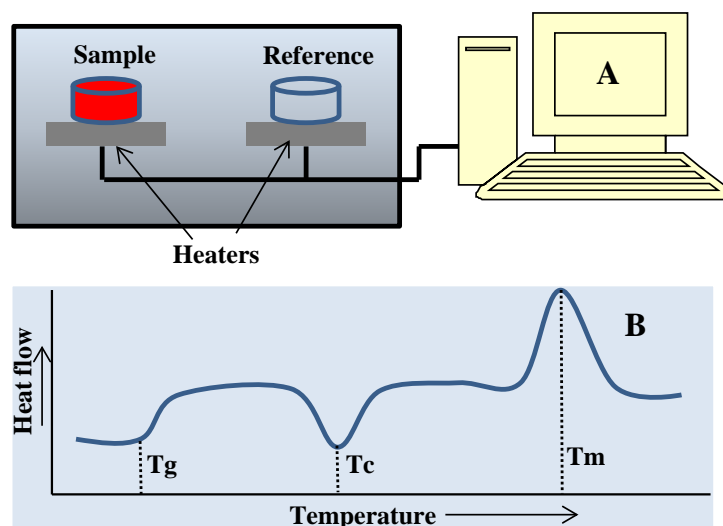 Sample
Reference
A
Heaters
B
Heat flow
Tg
Tc
Tm
Temperature